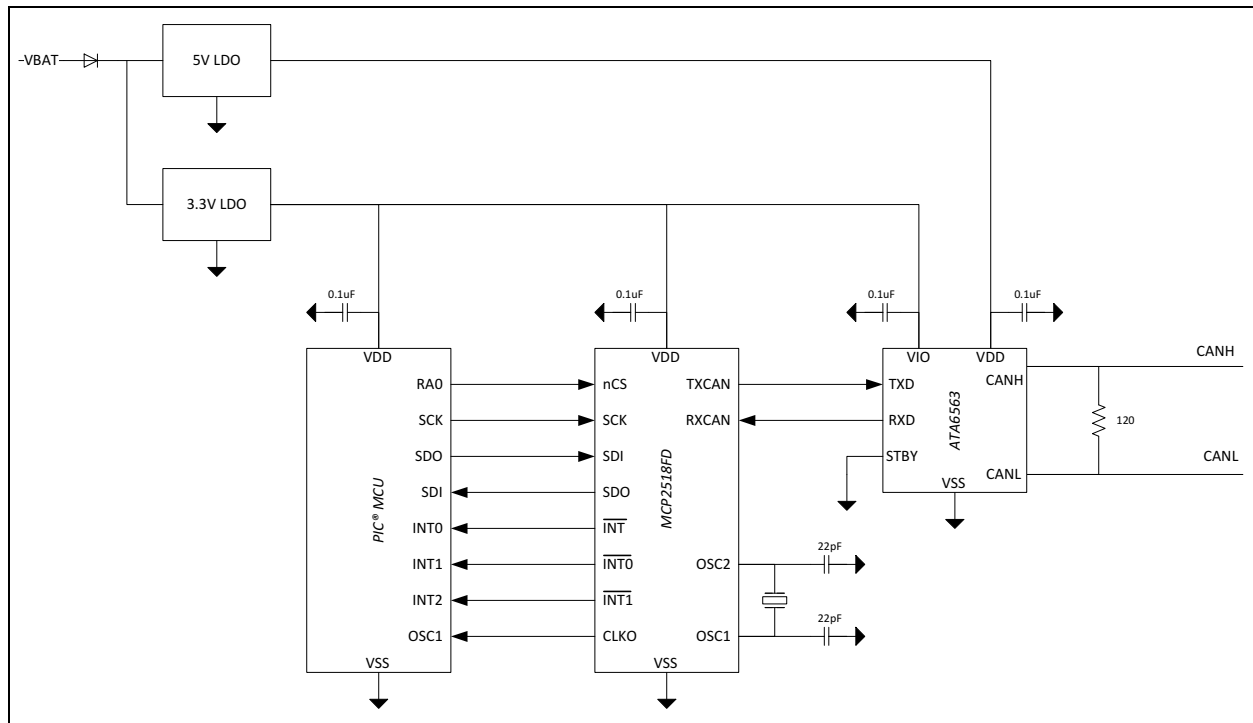 VBAT
5V LDO
3.3V LDO
0.1uF
0.1uF
0.1uF
0.1uF
VDD
RA0
SCK
SDO
SDI
INT0
INT1
INT2
OSC1
VSS
PIC® MCU
VDD
nCS
SCK
SDI
SDO
INT
INT0
INT1
CLKO
TXCAN
RXCAN
OSC2
OSC1
VSS
MCP2518FD
VIO
VDD
TXD
RXD
STBY
CANH
CANL
VSS
ATA6563
CANH
120
CANL
22pF
22pF